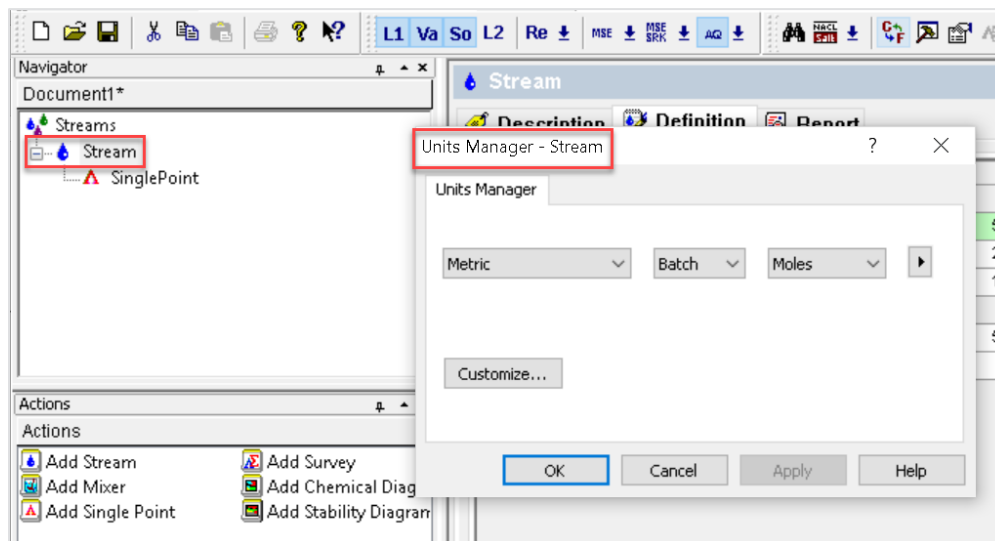 L1 Va So L2 Re MSE MSE SRK AQ NACL
C F
Navigator
Document1*
Stream
Streams
Description Definition Report
Stream
SinglePoint
Units Manager - Stream ?
Units Manager
Metric Batch Moles
Customize...
Actions
Actions
Add Stream Add Survey
Add Mixer Add Chemical Diag
Add Single Point Add Stability Diagram
OK Cancel Apply Help